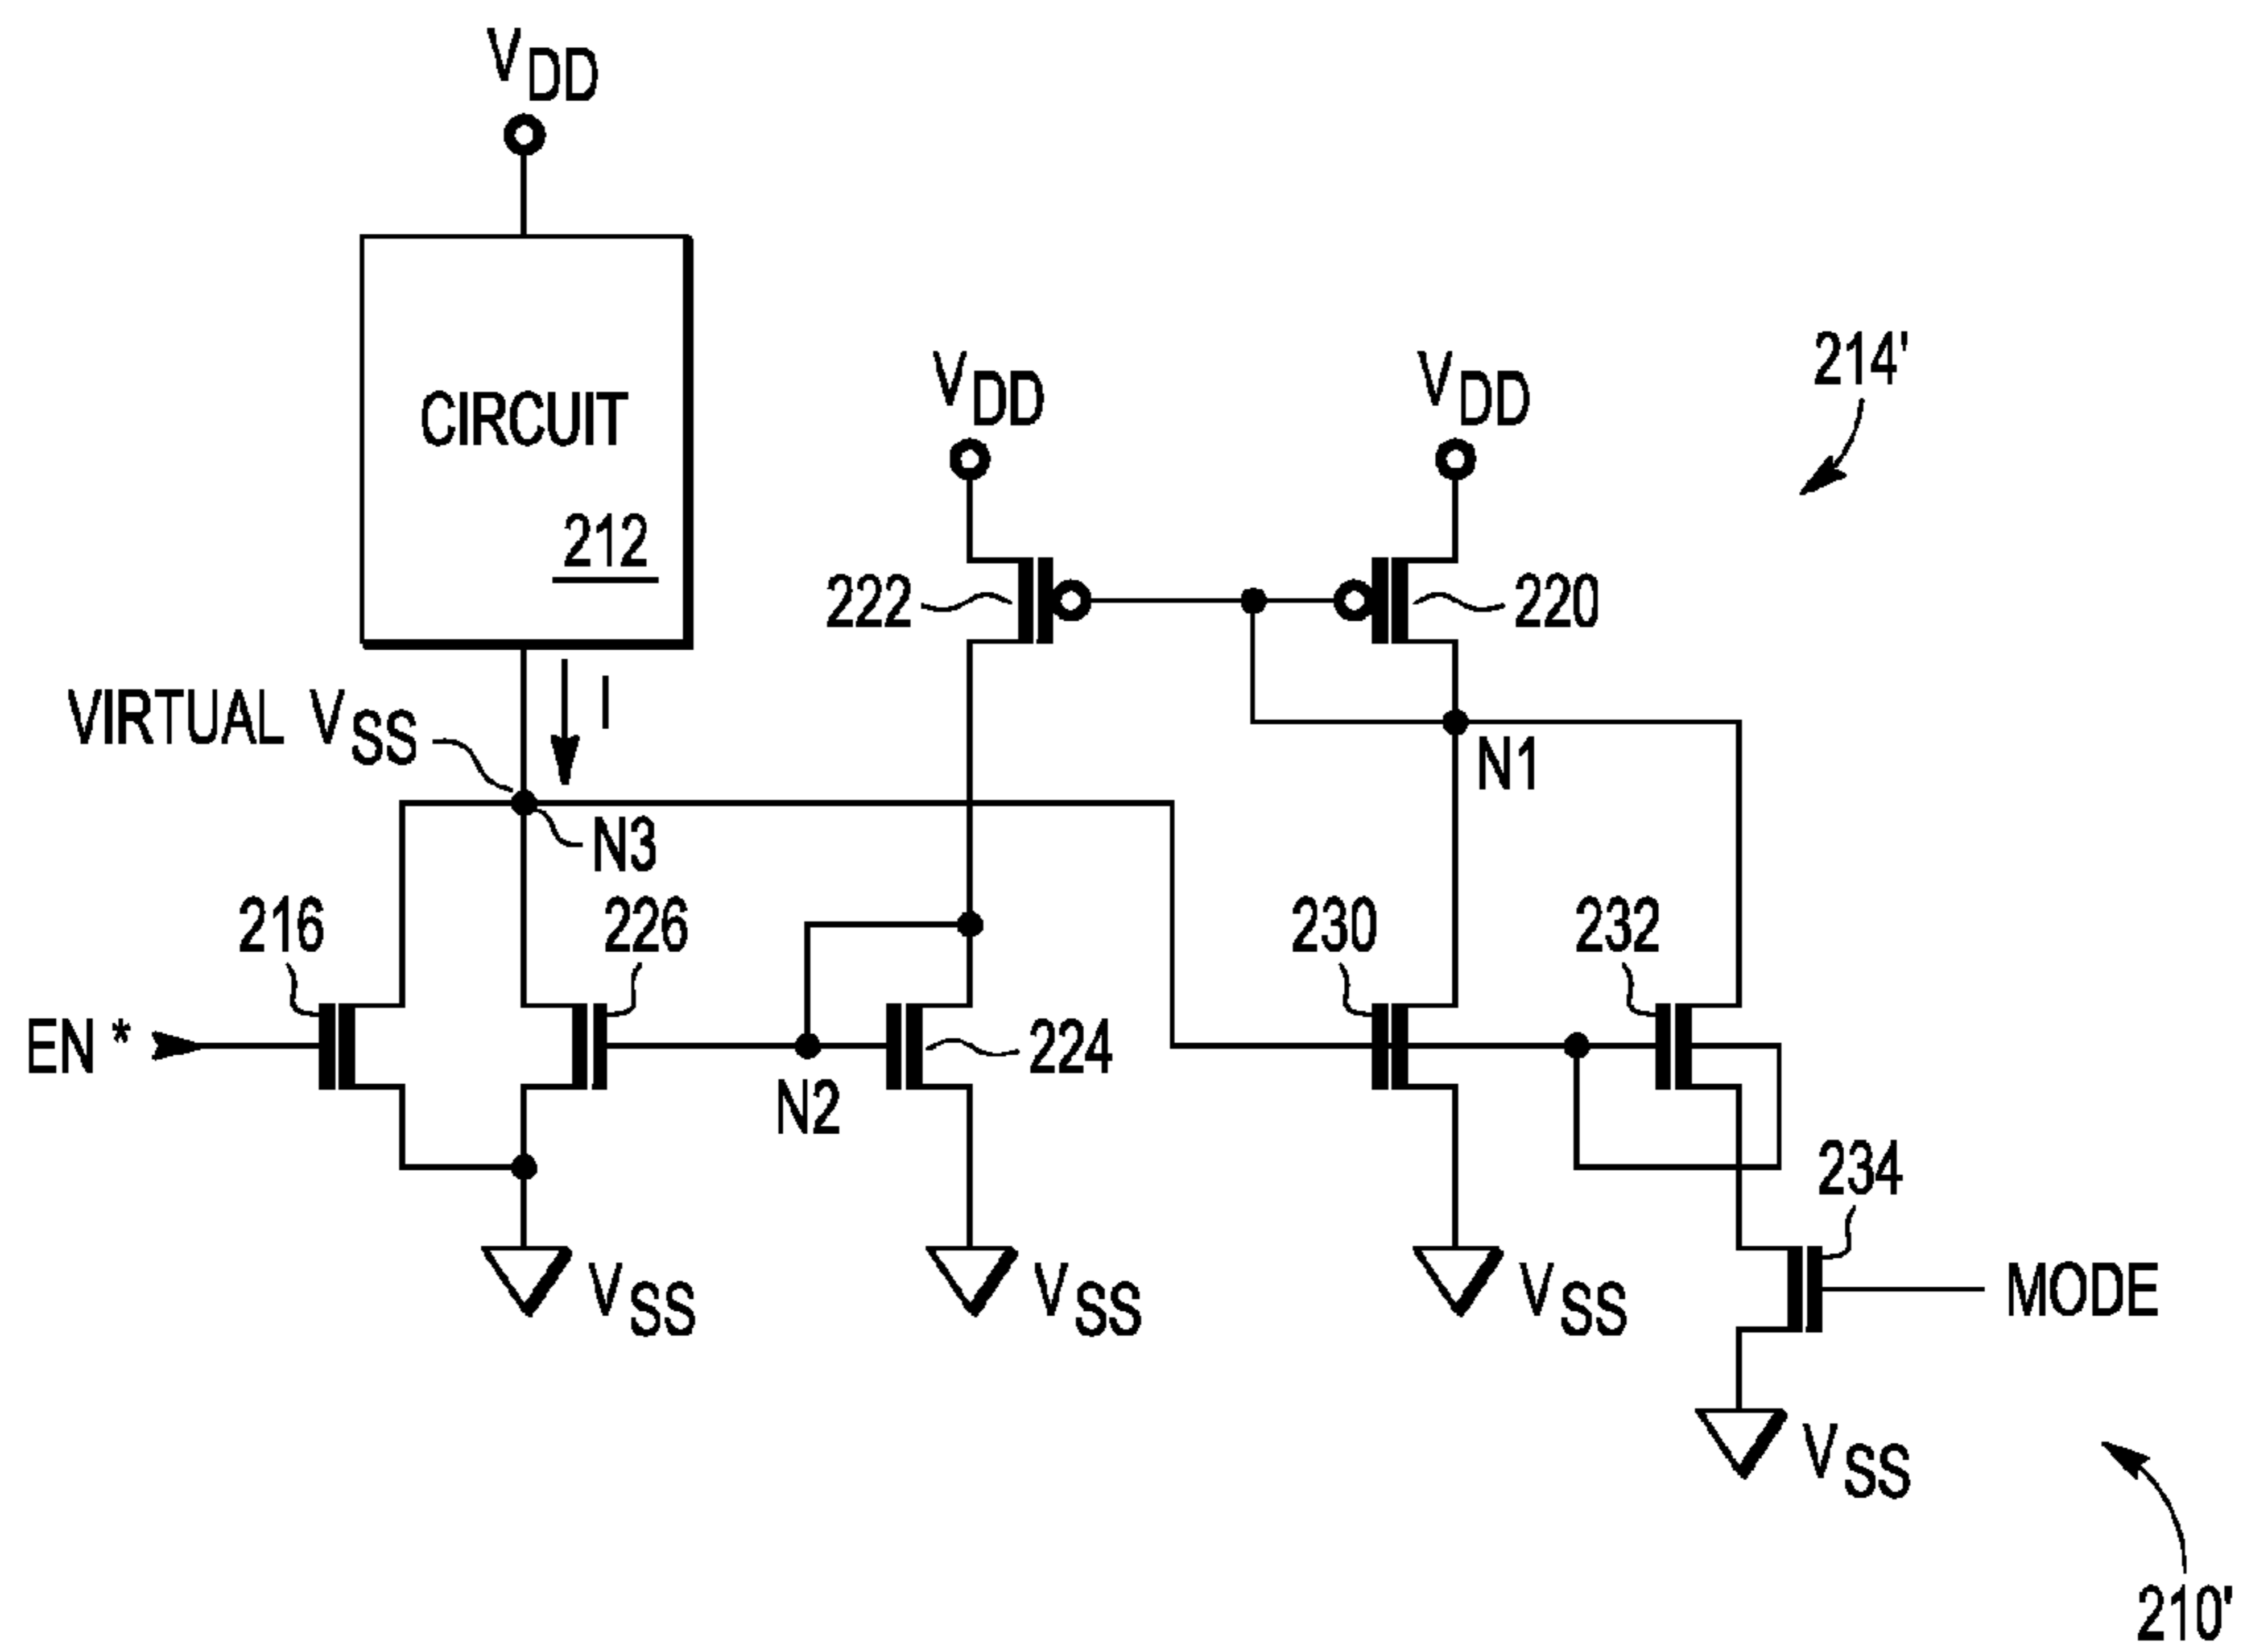 VDD
CIRCUIT
212
VDD
VDD
214'
222
220
VIRTUAL VSS
I
N1
N3
216
226
230
232
EN *
224
N2
234
VSS
VSS
VSS
MODE
VSS
210'